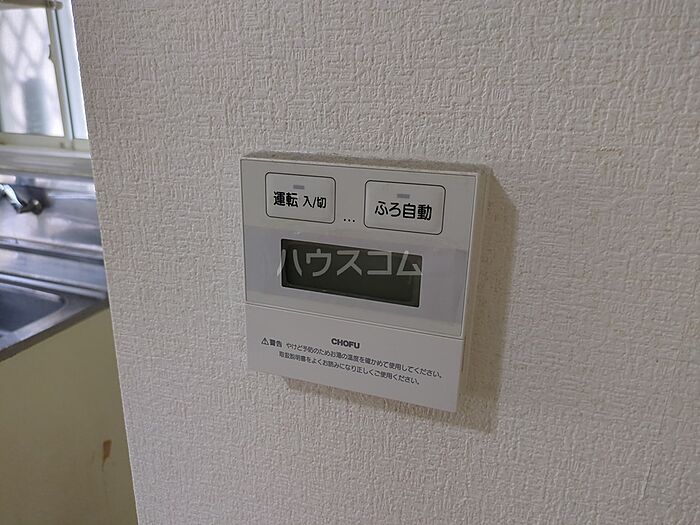 運転 入/切
ふろ自動
ハウスコム
CHOFU
⚠警告 やけど予防のためお湯の温度を確かめて使用してください。
取扱説明書をよくお読みになり正しくご使用ください。